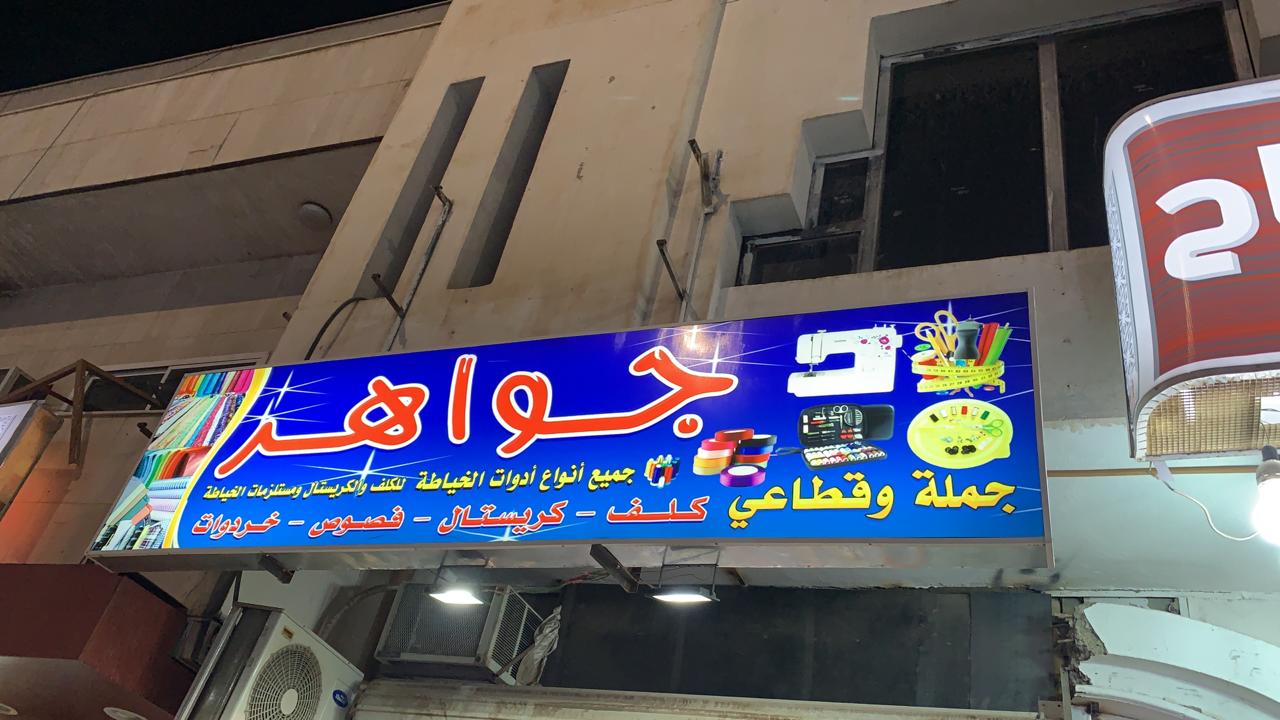 جواهر
للكلف والكريستال ومستلزمات الخياطة جميع أنواع أدوات الخياطة
كلف - كريستال - فصوص - خردوات
جملة وقطاعي